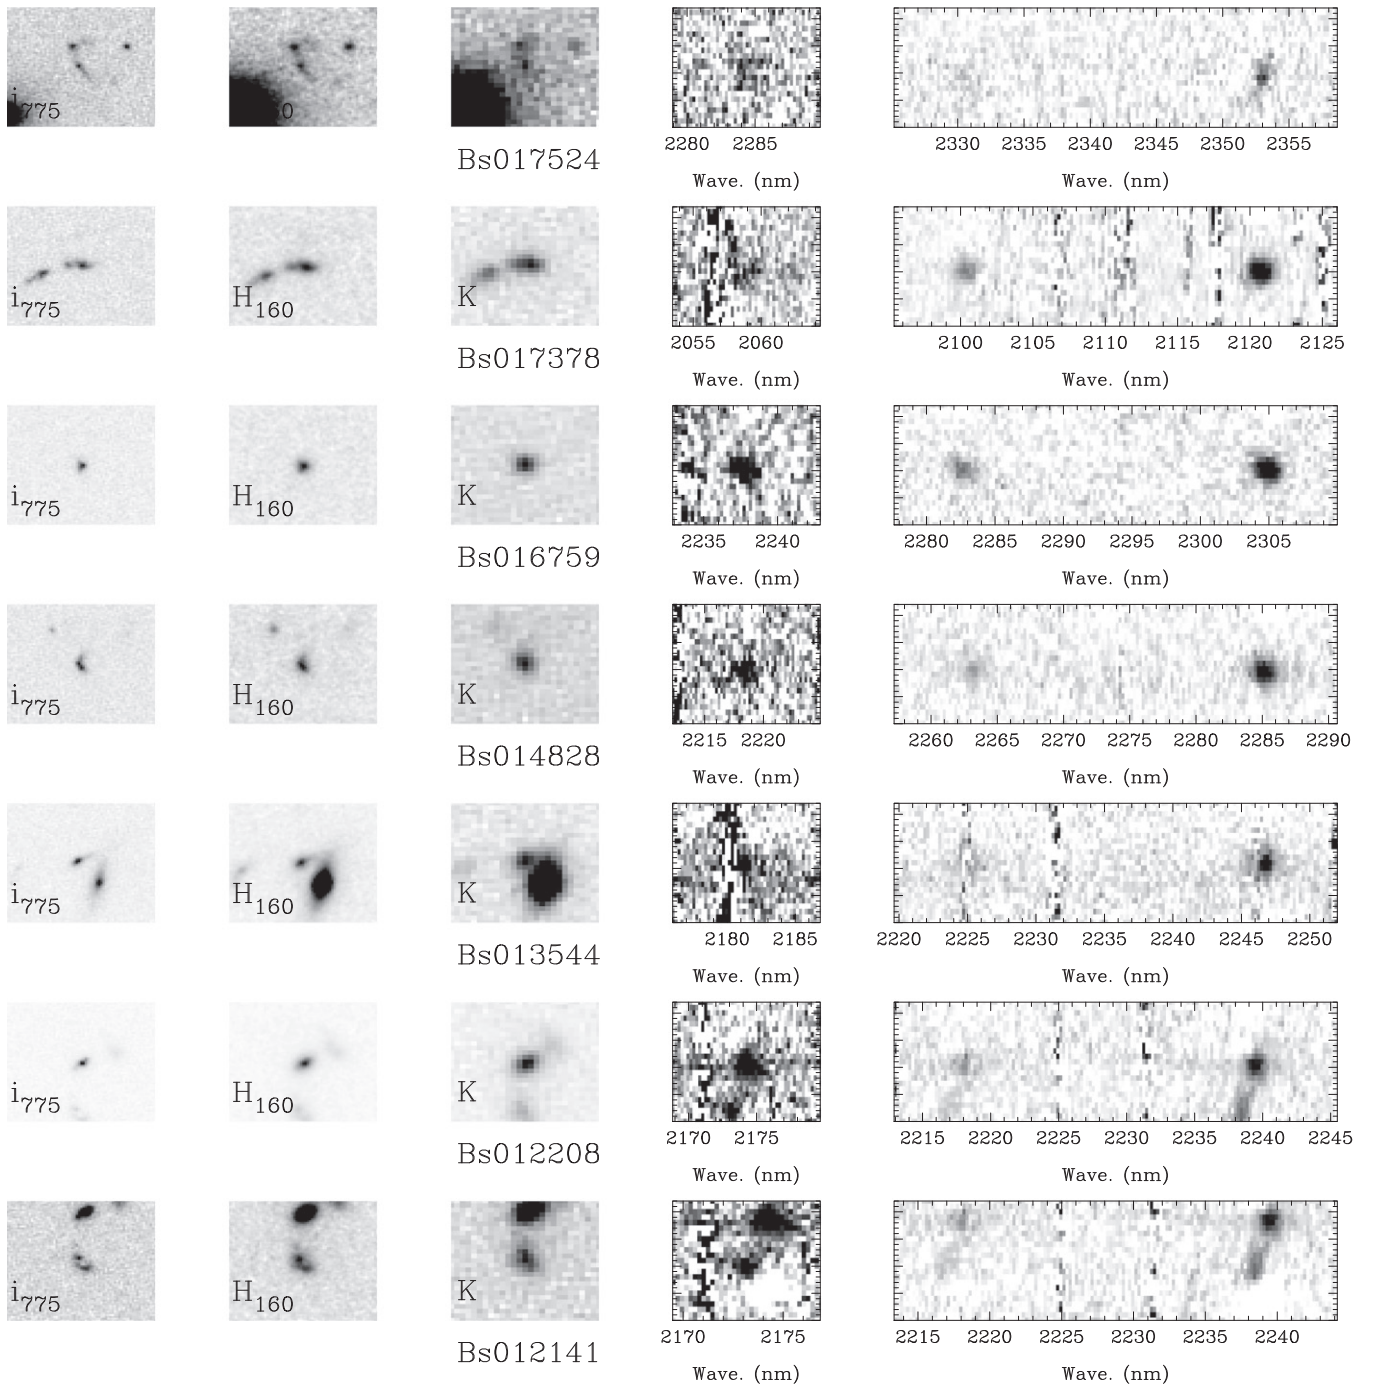 i775 0
Bs017524
2280 2285 2330 2335 2340 2345 2350 2355
Wave. (nm) Wave. (nm)
i775 H160 K
Bs017378
2055 2060 2100 2105 2110 2115 2120 2125
Wave. (nm) Wave. (nm)
i775 H160 K
Bs016759
2235 2240 2280 2285 2290 2295 2300 2305
Wave. (nm) Wave. (nm)
i775 H160 K
Bs014828
2215 2220 2260 2265 2270 2275 2280 2285 2290
Wave. (nm) Wave. (nm)
i775 H160 K
Bs013544
2180 2185 2220 2225 2230 2235 2240 2245 2250
Wave. (nm) Wave. (nm)
i775 H160 K
Bs012208
2170 2175 2215 2220 2225 2230 2235 2240 2245
Wave. (nm) Wave. (nm)
i775 H160 K
Bs012141
2170 2175 2215 2220 2225 2230 2235 2240
Wave. (nm) Wave. (nm)